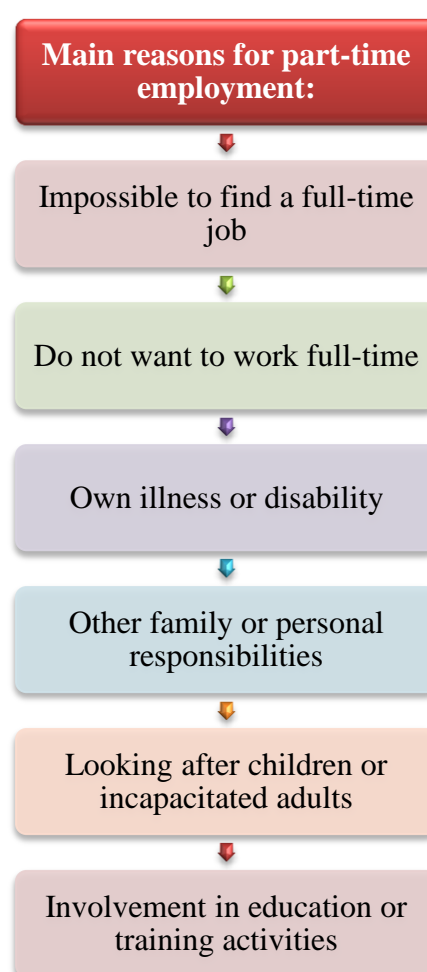 Main reasons for part-time
employment:
Impossible to find a full-time
job
Do not want to work full-time
Own illness or disability
Other family or personal
responsibilities
Looking after children or
incapacitated adults
Involvement in education or
training activities